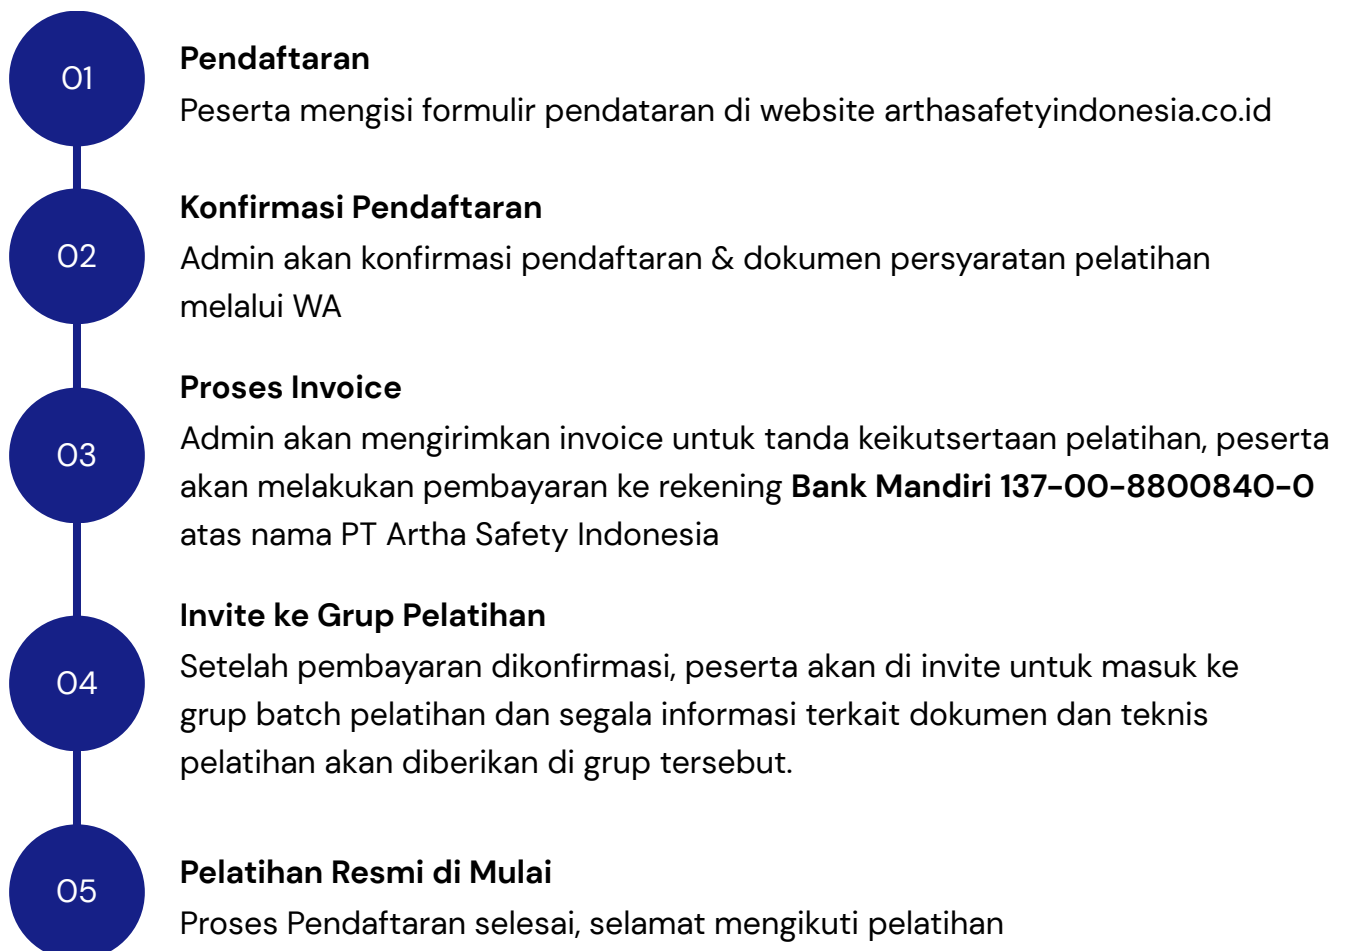 01
Pendaftaran
Peserta mengisi formulir pendataran di website arthasafetyindonesia.co.id
02
Konfirmasi Pendaftaran
Admin akan konfirmasi pendaftaran & dokumen persyaratan pelatihan
melalui WA
03
Proses Invoice
Admin akan mengirimkan invoice untuk tanda keikutsertaan pelatihan, peserta
akan melakukan pembayaran ke rekening Bank Mandiri 137-00-8800840-0
atas nama PT Artha Safety Indonesia
04
Invite ke Grup Pelatihan
Setelah pembayaran dikonfirmasi, peserta akan di invite untuk masuk ke
grup batch pelatihan dan segala informasi terkait dokumen dan teknis
pelatihan akan diberikan di grup tersebut.
05
Pelatihan Resmi di Mulai
Proses Pendaftaran selesai, selamat mengikuti pelatihan